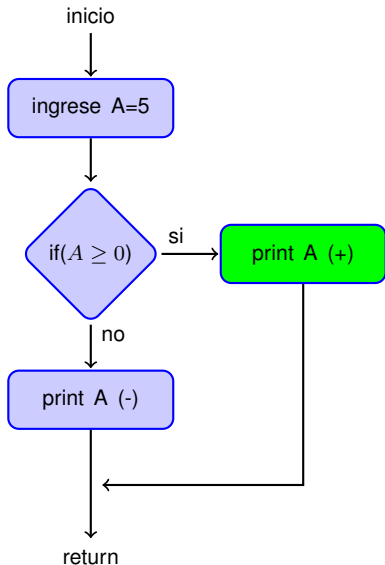 inicio
ingrese A=5
if(A ≥ 0)
si
print A (+)
no
print A (-)
return